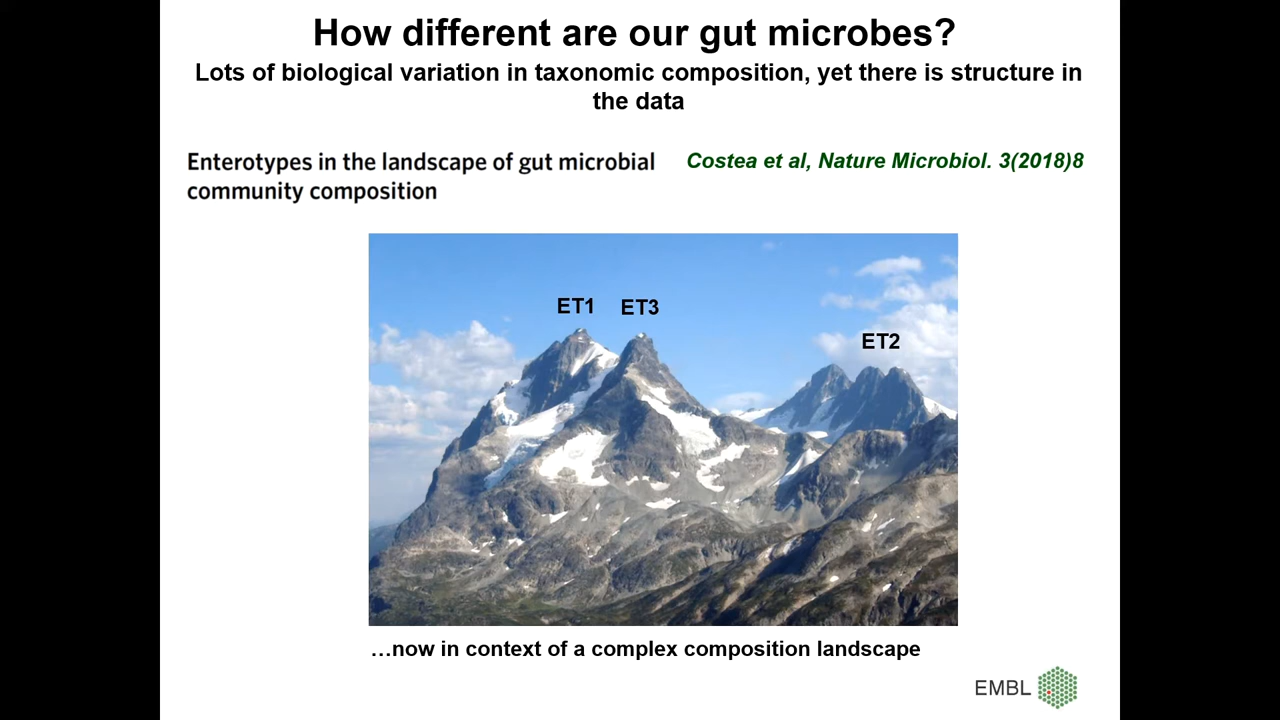 How different are our gut microbes?
Lots of biological variation in taxonomic composition, yet there is structure in
the data
Enterotypes in the landscape of gut microbial
community composition
Costea et al, Nature Microbiol. 3(2018)8
ET1
ET3
ET2
…now in context of a complex composition landscape
EMBL